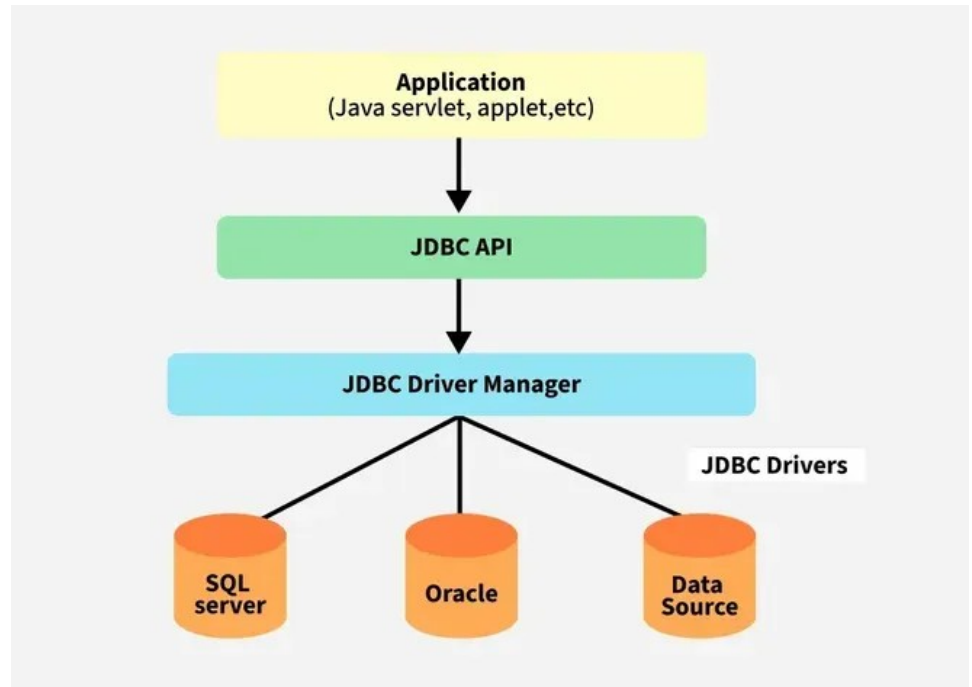 Application
(Java servlet, applet,etc)
JDBC API
JDBC Driver Manager
JDBC Drivers
SQL
server
Oracle
Data
Source